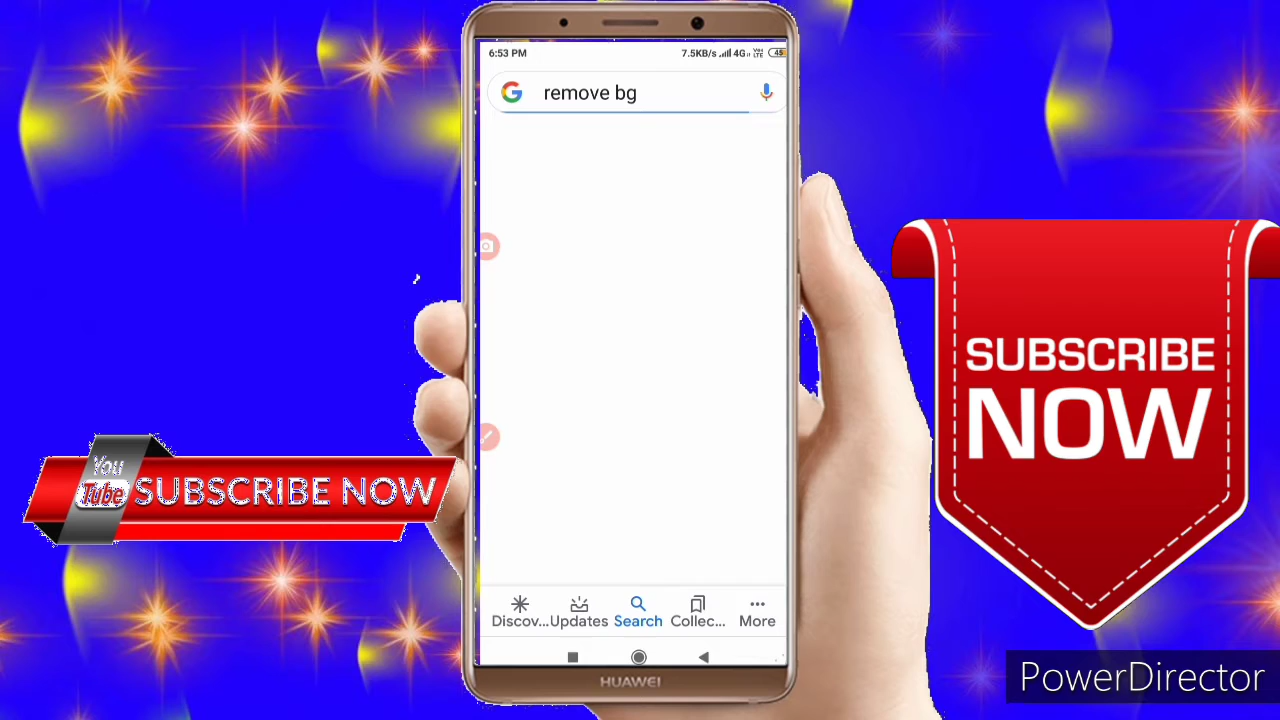 6:53 PM
7.5KB/s 4G
remove bg
Discov...
Updates
Search
Collec...
More
HUAWEI
You
Tube
SUBSCRIBE NOW
SUBSCRIBE
NOW
PowerDirector